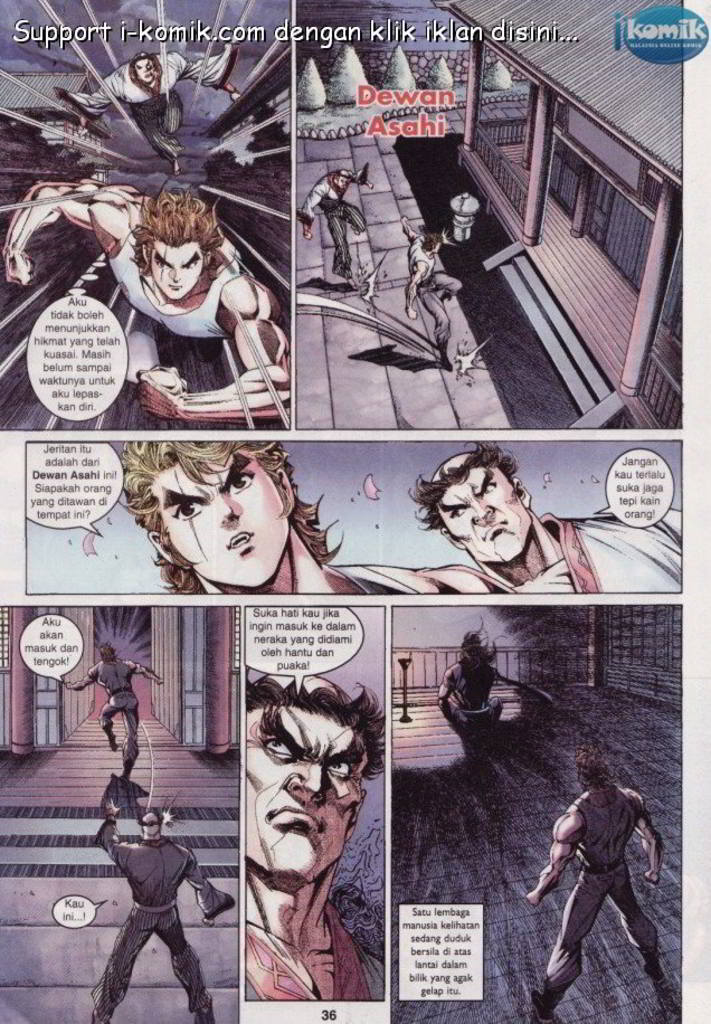 Support i-komik.com dengan klik iklan disini...
ikomik
MALAYSIA ONLINE KOMIK
Dewan
Asahi
Aku
tidak boleh
menunjukkan
hikmat yang telah
kuasai. Masih
belum sampai
waktunya untuk
aku lepas-
kan diri.
Jeritan itu
adalah dari
Dewan Asahi ini!
Siapakah orang
yang ditawan di
tempat ini?
Jangan
kau terlalu
suka jaga
tepi kain
orang!
Aku
akan
masuk dan
tengok!
Kau
ini...!
Suka hati kau jika
ingin masuk ke dalam
neraka yang didiami
oleh hantu dan
puaka!
Satu lembaga
manusia kelihatan
sedang duduk
bersila di atas
lantai dalam
bilik yang agak
gelap itu.
36